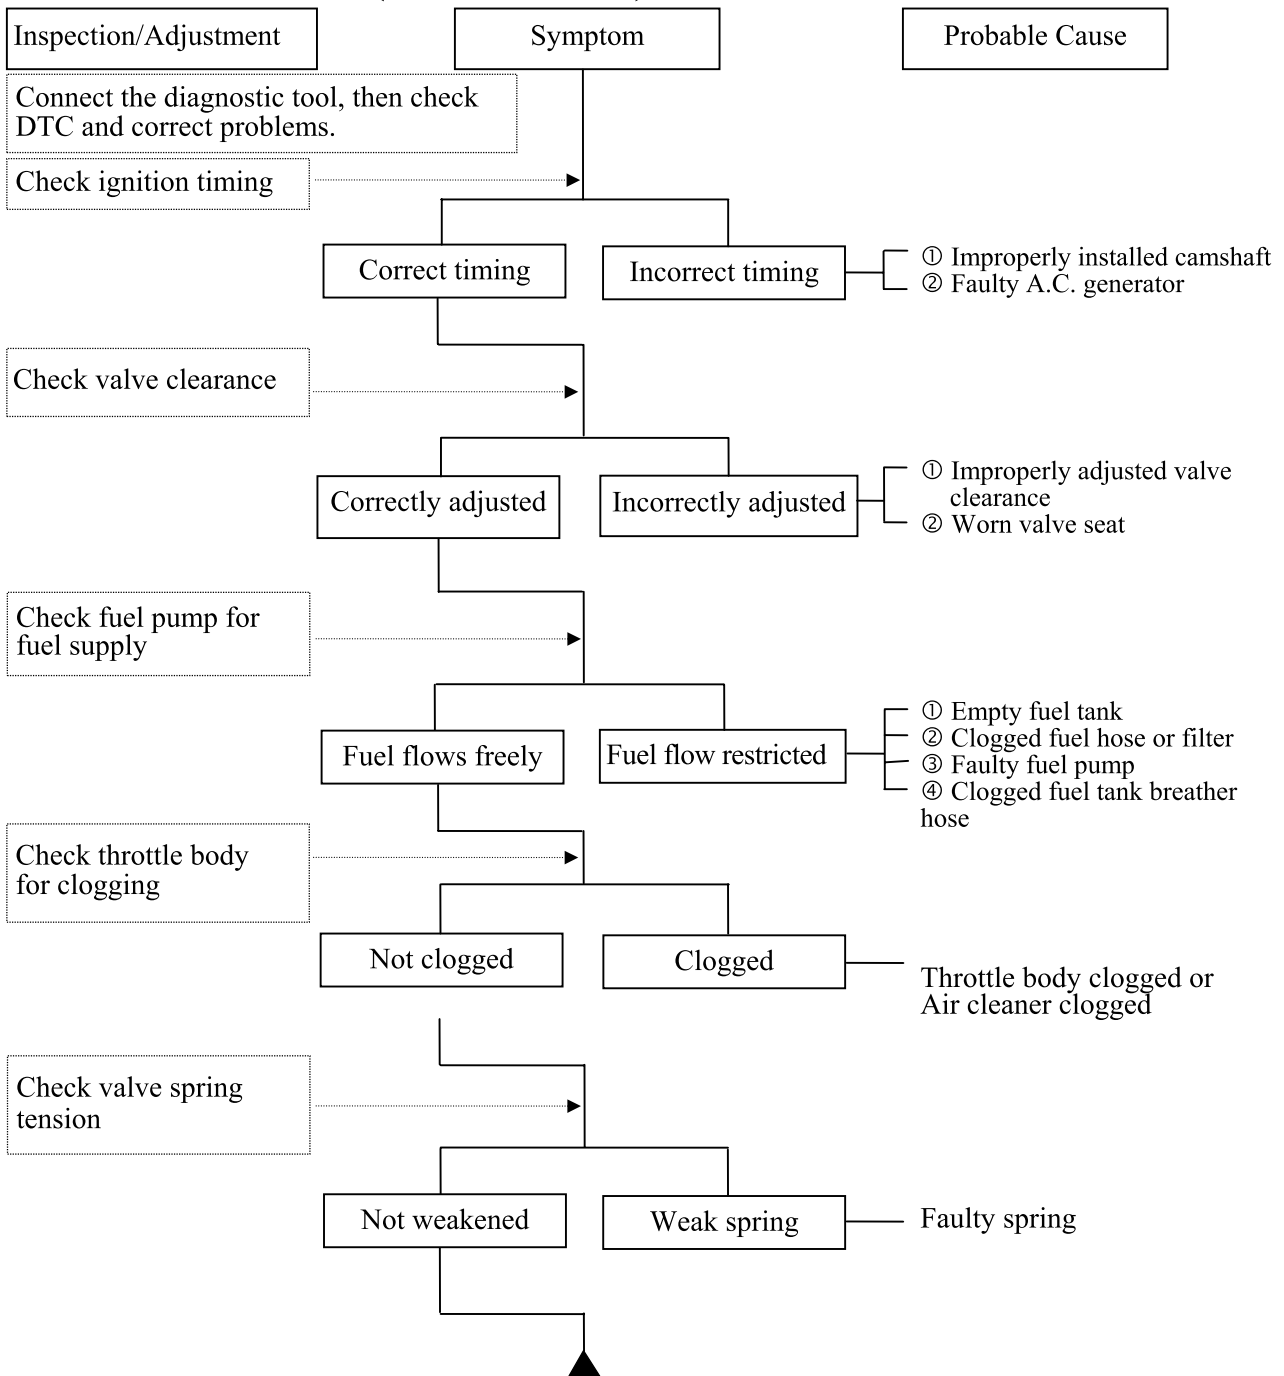 Inspection/Adjustment
Symptom
Probable Cause
Connect the diagnostic tool, then check
DTC and correct problems.
Check ignition timing
Correct timing
Incorrect timing
① Improperly installed camshaft
② Faulty A.C. generator
Check valve clearance
Correctly adjusted
Incorrectly adjusted
① Improperly adjusted valve
clearance
② Worn valve seat
Check fuel pump for
fuel supply
Fuel flows freely
Fuel flow restricted
① Empty fuel tank
② Clogged fuel hose or filter
③ Faulty fuel pump
④ Clogged fuel tank breather
hose
Check throttle body
for clogging
Not clogged
Clogged
Throttle body clogged or
Air cleaner clogged
Check valve spring
tension
Not weakened
Weak spring
Faulty spring